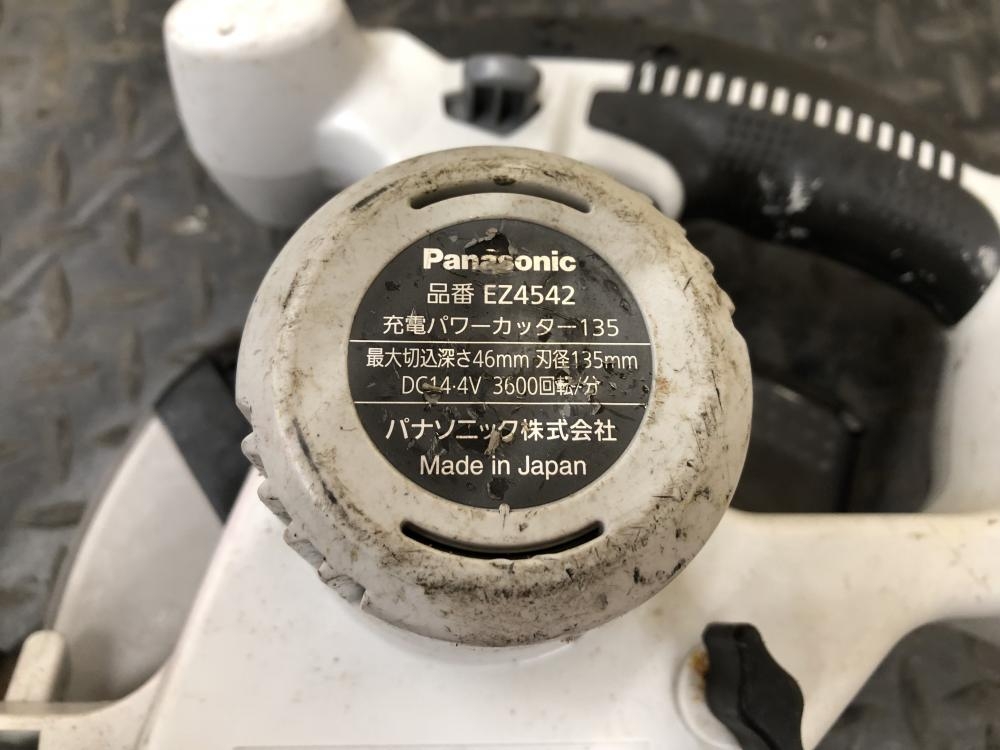 Panasonic
品番 EZ4542
充電パワーカッター135
最大切込深さ46mm 刃径135mm
DC14.4V 3600回転/分
パナソニック株式会社
Made in Japan